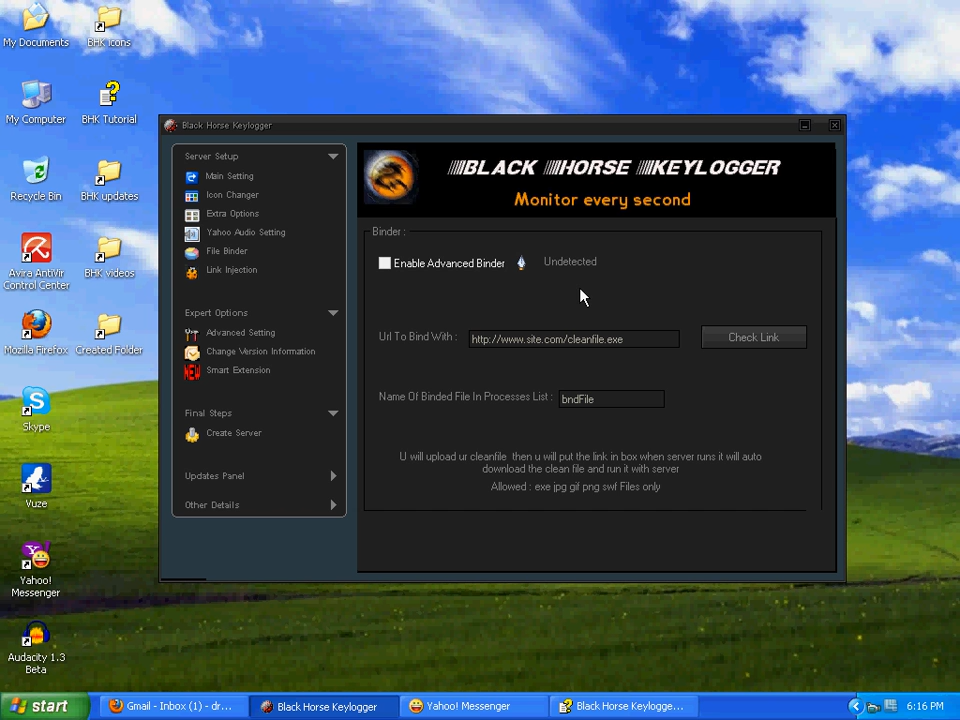 My Documents
BHK Icons
My Computer
BHK Tutorial
Recycle Bin
BHK updates
Avira AntiVir
Control Center
BHK videos
Mozilla Firefox
Created Folder
Skype
Vuze
Yahoo!
Messenger
Audacity 1.3
Beta
Black Horse Keylogger
Server Setup
Main Setting
Icon Changer
Extra Options
Yahoo Audio Setting
File Binder
Link Injection
Expert Options
Advanced Setting
Change Version Information
NEW
Smart Extension
Final Steps
Create Server
Updates Panel
Other Details
BLACK HORSE KEYLOGGER
Monitor every second
Binder :
Enable Advanced Binder
Undetected
Url To Bind With :
http://www.site.com/cleanfile.exe
Check Link
Name Of Binded File In Processes List :
bndFile
U will upload ur cleanfile then u will put the link in box when server runs it will auto
download the clean file and run it with server
Allowed : exe jpg gif png swf Files only
start
Gmail - Inbox (1) - dr...
Black Horse Keylogger
Yahoo! Messenger
Black Horse Keylogge...
6:16 PM